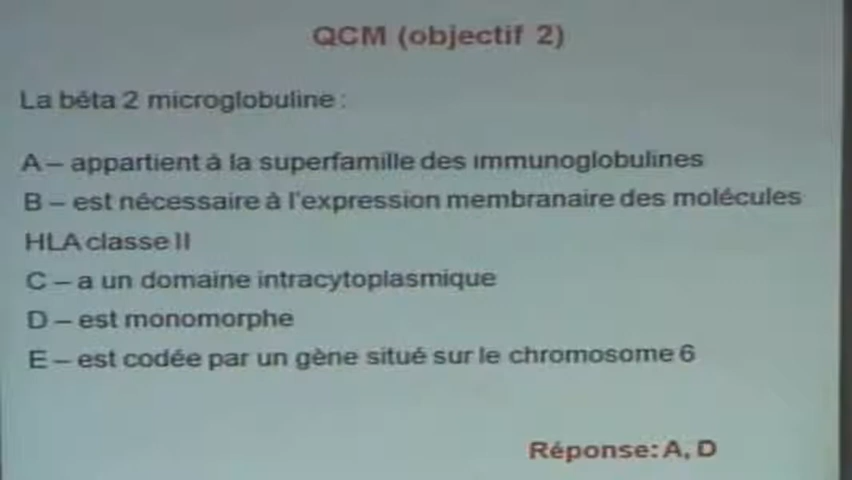 QCM (objectif 2)
La béta 2 microglobuline :
A – appartient à la superfamille des immunoglobulines
B – est nécessaire à l'expression membranaire des molécules
HLA classe II
C – a un domaine intracytoplasmique
D – est monomorphe
E – est codée par un gène situé sur le chromosome 6
Réponse: A, D